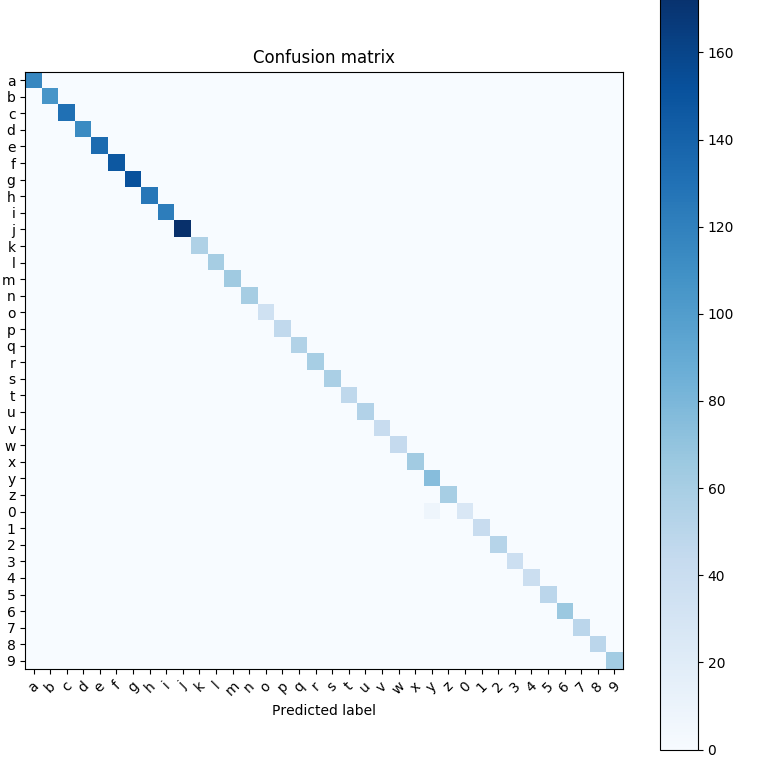 Confusion matrix
a
b
c
d
e
f
g
h
i
j
k
l
m
n
o
p
q
r
s
t
u
v
w
x
y
z
0
1
2
3
4
5
6
7
8
9
a b c d e f g h i j k l m n o p q r s t u v w x y z 0 1 2 3 4 5 6 7 8 9
Predicted label
160
140
120
100
80
60
40
20
0